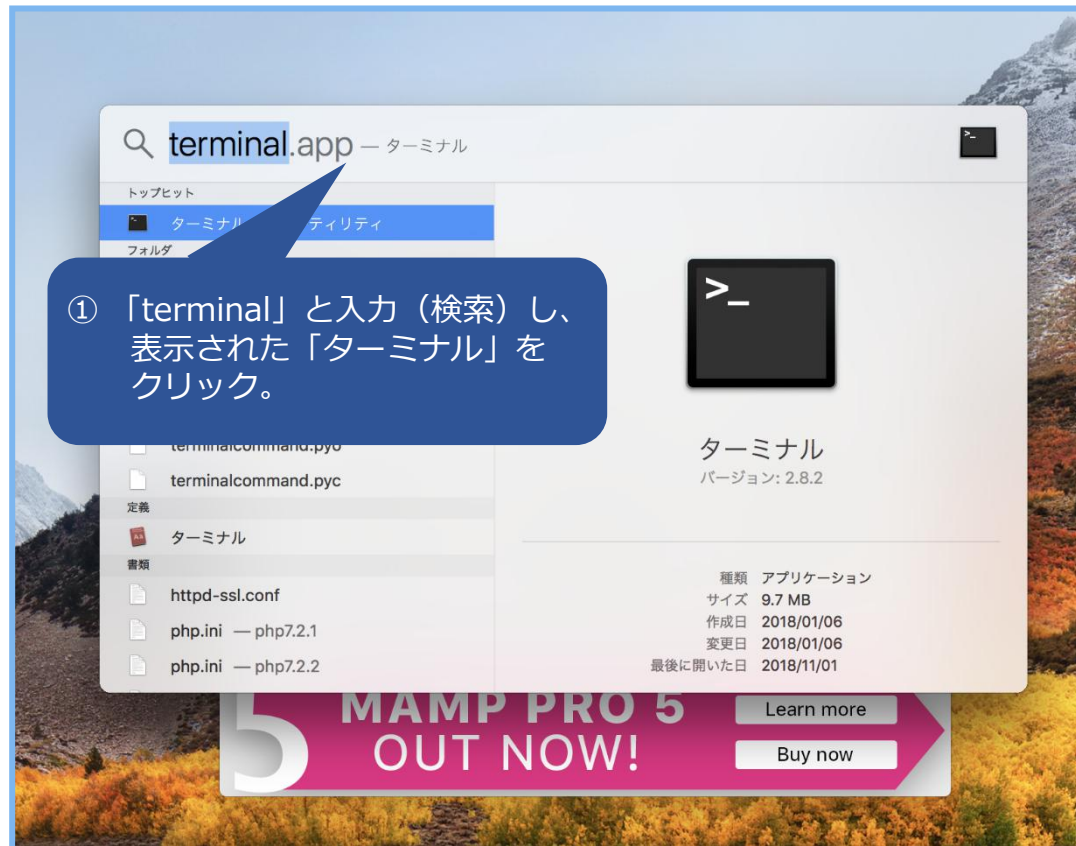 terminal.app — ターミナル
トップヒット
ターミナル ティリティ
フォルダ
① 「terminal」と入力（検索）し、
表示された「ターミナル」を
クリック。
terminalcommand.pyo
terminalcommand.pyc
定義
ターミナル
書類
httpd-ssl.conf
php.ini — php7.2.1
php.ini — php7.2.2
>_
ターミナル
バージョン: 2.8.2
種類 アプリケーション
サイズ 9.7 MB
作成日 2018/01/06
変更日 2018/01/06
最後に開いた日 2018/11/01
5 MAMP PRO 5
OUT NOW!
Learn more
Buy now